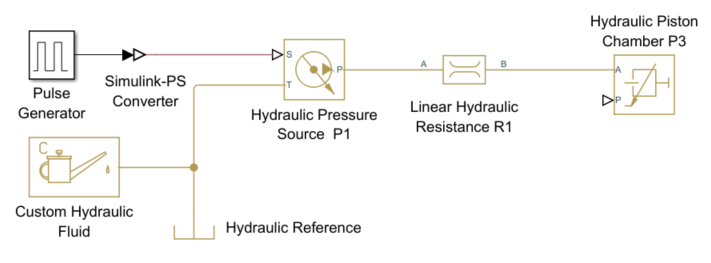 Hydraulic Piston
Chamber P3
Hydraulic Pressure
Source P1
S
P
T
A
B
A
P
Linear Hydraulic
Resistance R1
Pulse
Generator
Simulink-PS
Converter
C
Custom Hydraulic
Fluid
Hydraulic Reference